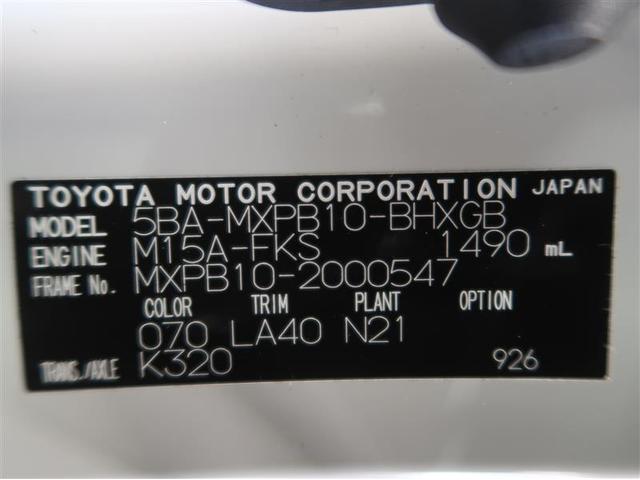 TOYOTA MOTOR CORPORATION JAPAN
MODEL 5BA-MXPB10-BHXGB
ENGINE M15A-FKS 1490 mL
FRAME No. MXPB10-2000547
COLOR TRIM PLANT OPTION
070 LA40 N21
TRANS./AXLE K320 926